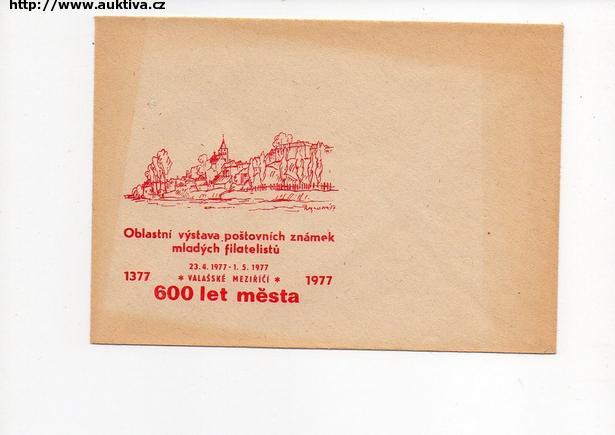 http://www.auktiva.cz
Oblastní výstava poštovních známek
mladých filatelistů
23.4.1977-1.5.1977
1377 * VALAŠSKÉ MEZIŘÍČÍ * 1977
600 let města